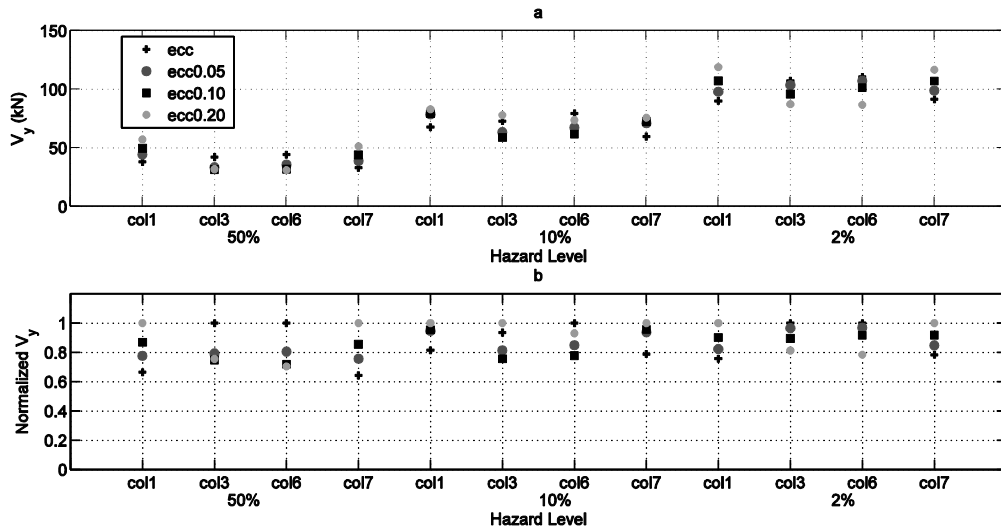 a
150
100
50
0
V_y (kN)
ecc
ecc0.05
ecc0.10
ecc0.20
col1 col3 col6 col7 col1 col3 col6 col7 col1 col3 col6 col7
50% 10% 2%
Hazard Level
b
1
0.8
0.6
0.4
0.2
0
Normalized V_y
col1 col3 col6 col7 col1 col3 col6 col7 col1 col3 col6 col7
50% 10% 2%
Hazard Level